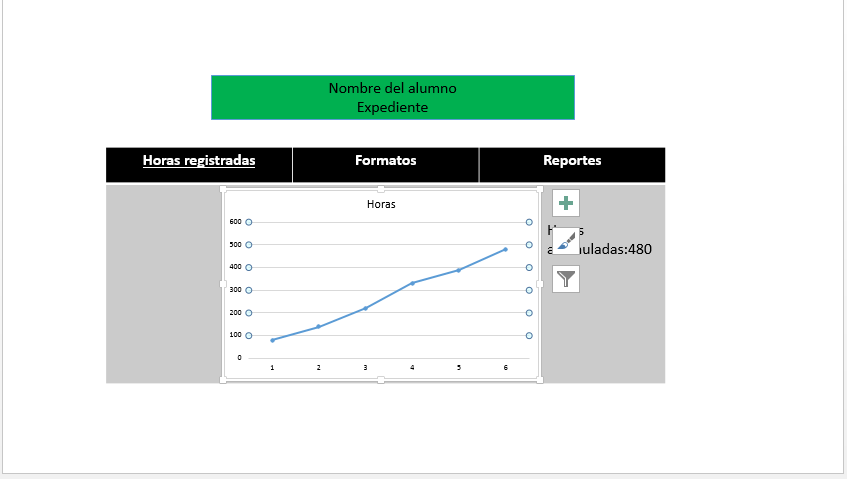 Nombre del alumno
Expediente
Horas registradas
Formatos
Reportes
Horas
600
500
400
300
200
100
0
1
2
3
4
5
6
:480